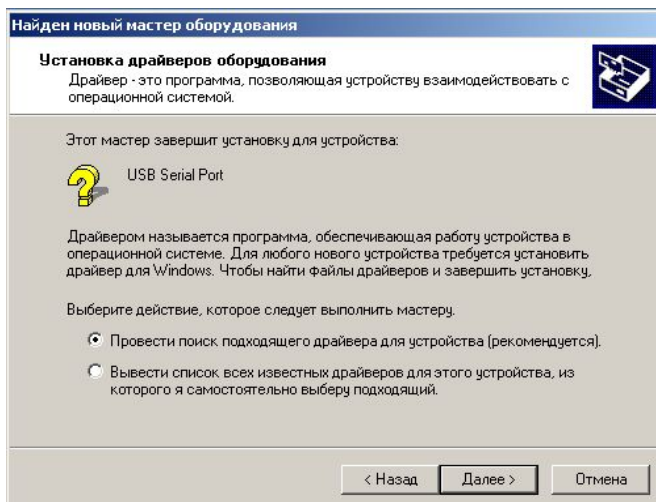 Найден новый мастер оборудования
Установка драйверов оборудования
Драйвер - это программа, позволяющая устройству взаимодействовать с
операционной системой.
Этот мастер завершит установку для устройства:
USB Serial Port
Драйвером называется программа, обеспечивающая работу устройства в
операционной системе. Для любого нового устройства требуется установить
драйвер для Windows. Чтобы найти файлы драйверов и завершить установку,
Выберите действие, которое следует выполнить мастеру.
Провести поиск подходящего драйвера для устройства (рекомендуется).
Вывести список всех известных драйверов для этого устройства, из
которого я самостоятельно выберу подходящий.
< Назад Далее > Отмена